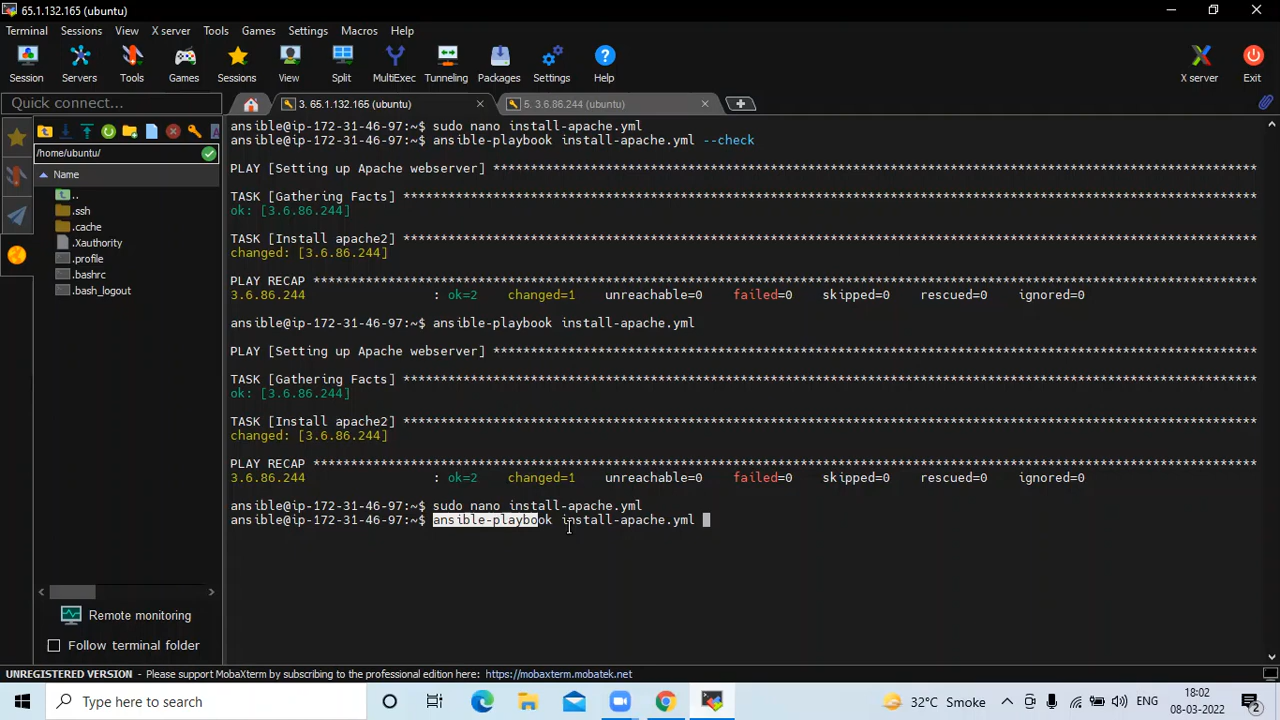 65.1.132.165 (ubuntu)
Terminal Sessions View X server Tools Games Settings Macros Help
Session Servers Tools Games Sessions View Split MultiExec Tunneling Packages Settings Help X server Exit
Quick connect...
3. 65.1.132.165 (ubuntu)
5. 3.6.86.244 (ubuntu)
/home/ubuntu/
Name
..
.ssh
.cache
.Xauthority
.profile
.bashrc
.bash_logout
Remote monitoring
Follow terminal folder
ansible@ip-172-31-46-97:~$ sudo nano install-apache.yml
ansible@ip-172-31-46-97:~$ ansible-playbook install-apache.yml --check
PLAY [Setting up Apache webserver] ***********************************************************************************
TASK [Gathering Facts] ***********************************************************************************************
ok: [3.6.86.244]
TASK [Install apache2] ***********************************************************************************************
changed: [3.6.86.244]
PLAY RECAP ***********************************************************************************************************
3.6.86.244 : ok=2 changed=1 unreachable=0 failed=0 skipped=0 rescued=0 ignored=0
ansible@ip-172-31-46-97:~$ ansible-playbook install-apache.yml
PLAY [Setting up Apache webserver] ***********************************************************************************
TASK [Gathering Facts] ***********************************************************************************************
ok: [3.6.86.244]
TASK [Install apache2] ***********************************************************************************************
changed: [3.6.86.244]
PLAY RECAP ***********************************************************************************************************
3.6.86.244 : ok=2 changed=1 unreachable=0 failed=0 skipped=0 rescued=0 ignored=0
ansible@ip-172-31-46-97:~$ sudo nano install-apache.yml
ansible@ip-172-31-46-97:~$ ansible-playbook install-apache.yml
UNREGISTERED VERSION - Please support MobaXterm by subscribing to the professional edition here: https://mobaxterm.mobatek.net
Type here to search
32°C Smoke
ENG
18:02
08-03-2022
2